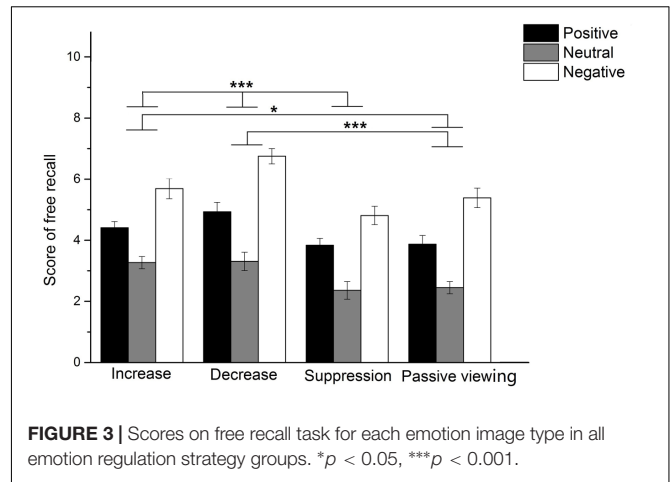 Positive
Neutral
Negative
10
8
6
4
2
0
Score of free recall
***
*
***
Increase Decrease Suppression Passive viewing
FIGURE 3 | Scores on free recall task for each emotion image type in all
emotion regulation strategy groups. *p < 0.05, ***p < 0.001.